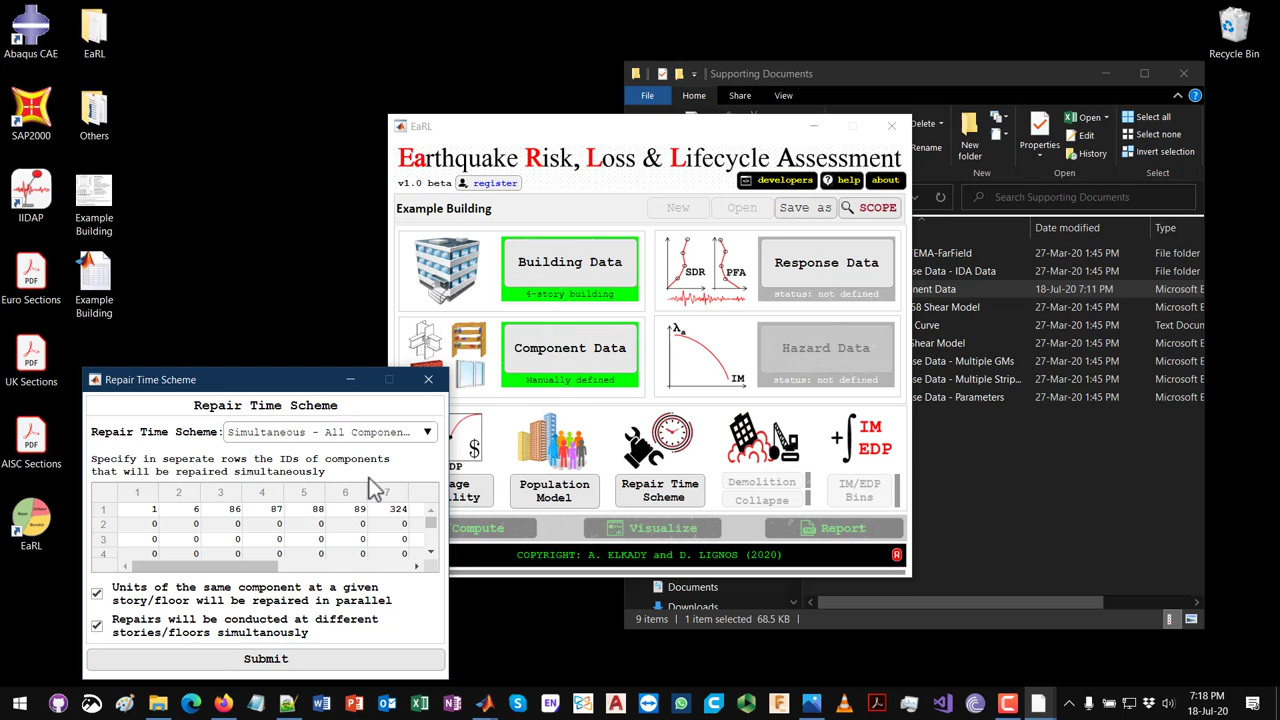 Abaqus CAE
EaRL
SAP2000
Others
IIDAP
Example
Building
Euro Sections
Example
Building
UK Sections
AISC Sections
EaRL
Recycle Bin
Supporting Documents
File
Home
Share
View
Delete
Rename
New
folder
New
Properties
Open
Edit
History
Open
Select all
Select none
Invert selection
Select
Search Supporting Documents
Date modified
Type
EMA-FarField
27-Mar-20 1:45 PM
File folder
se Data - IDA Data
27-Mar-20 1:45 PM
File folder
nent Data
18-Jul-20 7:11 PM
Microsoft E
58 Shear Model
27-Mar-20 1:45 PM
Microsoft E
Curve
27-Mar-20 1:45 PM
Text Docun
Shear Model
27-Mar-20 1:45 PM
Microsoft E
se Data - Multiple GMs
27-Mar-20 1:45 PM
Microsoft E
se Data - Multiple Strip...
27-Mar-20 1:45 PM
Microsoft E
se Data - Parameters
27-Mar-20 1:45 PM
Microsoft E
Documents
Downloads
9 items
1 item selected 68.5 KB
EaRL
Earthquake Risk, Loss & Lifecycle Assessment
v1.0 beta
register
developers
help
about
Example Building
New
Open
Save as
SCOPE
Building Data
4-story building
SDR
PFA
Response Data
status: not defined
Component Data
Manually defined
λa
IM
Hazard Data
status: not defined
DP
$
+∫IM
EDP
age
ility
Population
Model
Repair Time
Scheme
Demolition
Collapse
IM/EDP
Bins
Compute
Visualize
Report
COPYRIGHT: A. ELKADY and D. LIGNOS (2020)
R
Repair Time Scheme
Repair Time Scheme
Repair Time Scheme:
Simultaneous - All Componen...
Specify in seprate rows the IDs of components
that will be repaired simultaneously
1 2 3 4 5 6 7
1 1 6 86 87 88 89 324
2 0 0 0 0 0 0 0
3 0 0 0 0 0 0 0
4 0 0 0 0 0 0 0
Units of the same component at a given
story/floor will be repaired in parallel
Repairs will be conducted at different
stories/floors simultanously
Submit
EN
7:18 PM
18-Jul-20